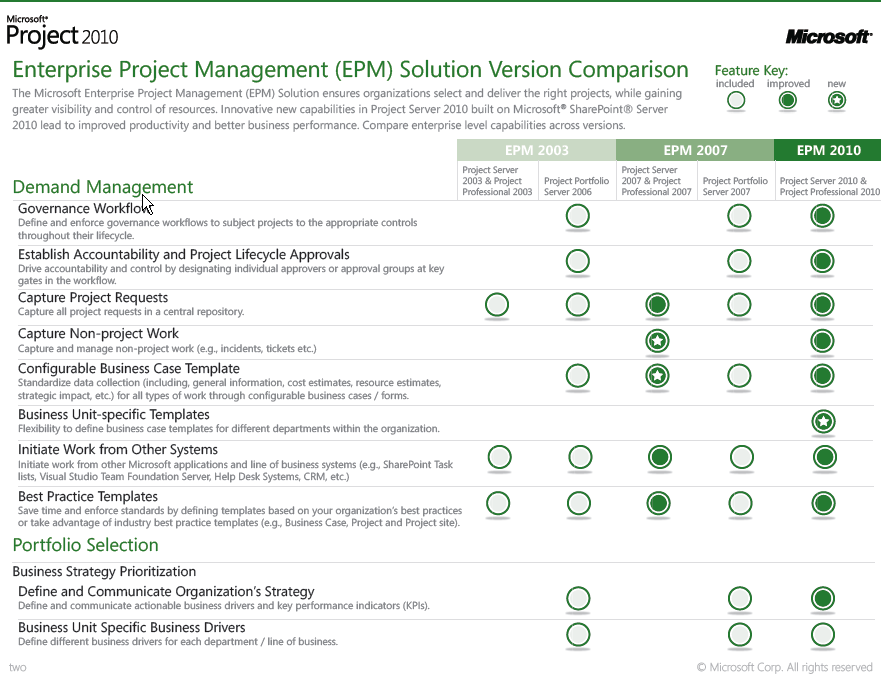 Microsoft®
Project 2010
Microsoft®
Enterprise Project Management (EPM) Solution Version Comparison
The Microsoft Enterprise Project Management (EPM) Solution ensures organizations select and deliver the right projects, while gaining
greater visibility and control of resources. Innovative new capabilities in Project Server 2010 built on Microsoft® SharePoint® Server
2010 lead to improved productivity and better business performance. Compare enterprise level capabilities across versions.
Feature Key:
included improved new
EPM 2003 EPM 2007 EPM 2010
Project Server
2003 & Project
Professional 2003
Project Portfolio
Server 2006
Project Server
2007 & Project
Professional 2007
Project Portfolio
Server 2007
Project Server 2010 &
Project Professional 2010
Demand Management
Governance Workflow
Define and enforce governance workflows to subject projects to the appropriate controls
throughout their lifecycle.
Establish Accountability and Project Lifecycle Approvals
Drive accountability and control by designating individual approvers or approval groups at key
gates in the workflow.
Capture Project Requests
Capture all project requests in a central repository.
Capture Non-project Work
Capture and manage non-project work (e.g., incidents, tickets etc.)
Configurable Business Case Template
Standardize data collection (including, general information, cost estimates, resource estimates,
strategic impact, etc.) for all types of work through configurable business cases / forms.
Business Unit-specific Templates
Flexibility to define business case templates for different departments within the organization.
Initiate Work from Other Systems
Initiate work from other Microsoft applications and line of business systems (e.g., SharePoint Task
lists, Visual Studio Team Foundation Server, Help Desk Systems, CRM, etc.)
Best Practice Templates
Save time and enforce standards by defining templates based on your organization's best practices
or take advantage of industry best practice templates (e.g., Business Case, Project and Project site).
Portfolio Selection
Business Strategy Prioritization
Define and Communicate Organization's Strategy
Define and communicate actionable business drivers and key performance indicators (KPIs).
Business Unit Specific Business Drivers
Define different business drivers for each department / line of business.
two
© Microsoft Corp. All rights reserved